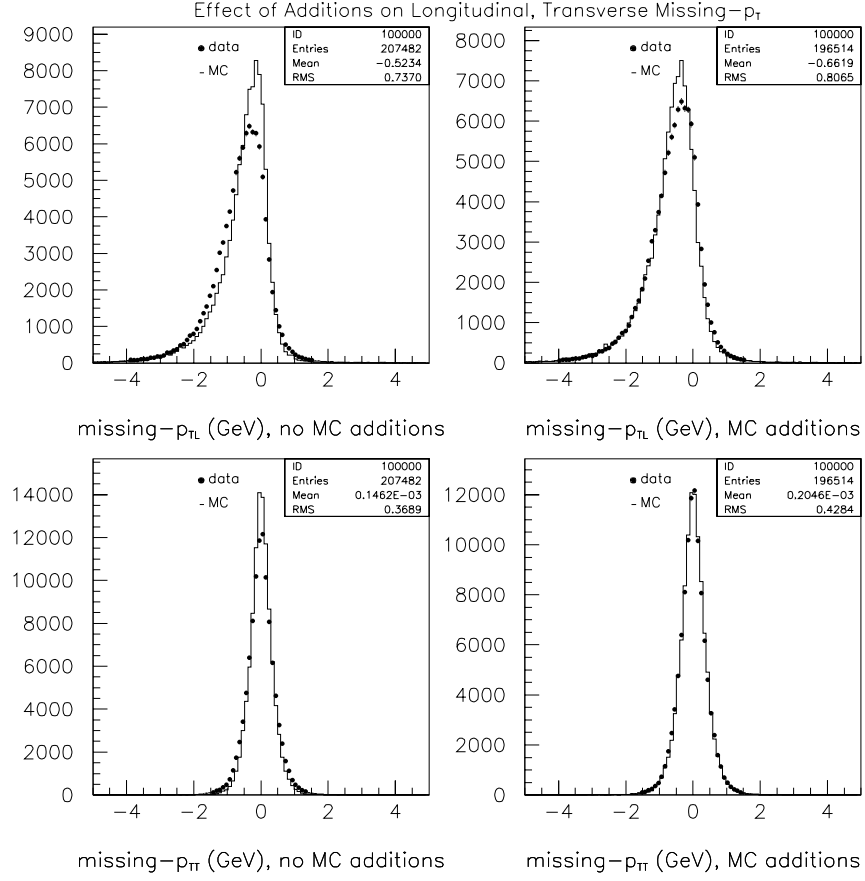 Effect of Additions on Longitudinal, Transverse Missing-p_T
data
MC
ID 100000
Entries 207482
Mean -0.5234
RMS 0.7370
9000
8000
7000
6000
5000
4000
3000
2000
1000
0
-4 -2 0 2 4
missing-p_TL (GeV), no MC additions
data
MC
ID 100000
Entries 196514
Mean -0.6619
RMS 0.8065
8000
7000
6000
5000
4000
3000
2000
1000
0
-4 -2 0 2 4
missing-p_TL (GeV), MC additions
data
MC
ID 100000
Entries 207482
Mean 0.1462E-03
RMS 0.3689
14000
12000
10000
8000
6000
4000
2000
0
-4 -2 0 2 4
missing-p_TT (GeV), no MC additions
data
MC
ID 100000
Entries 196514
Mean 0.2046E-03
RMS 0.4284
12000
10000
8000
6000
4000
2000
0
-4 -2 0 2 4
missing-p_TT (GeV), MC additions